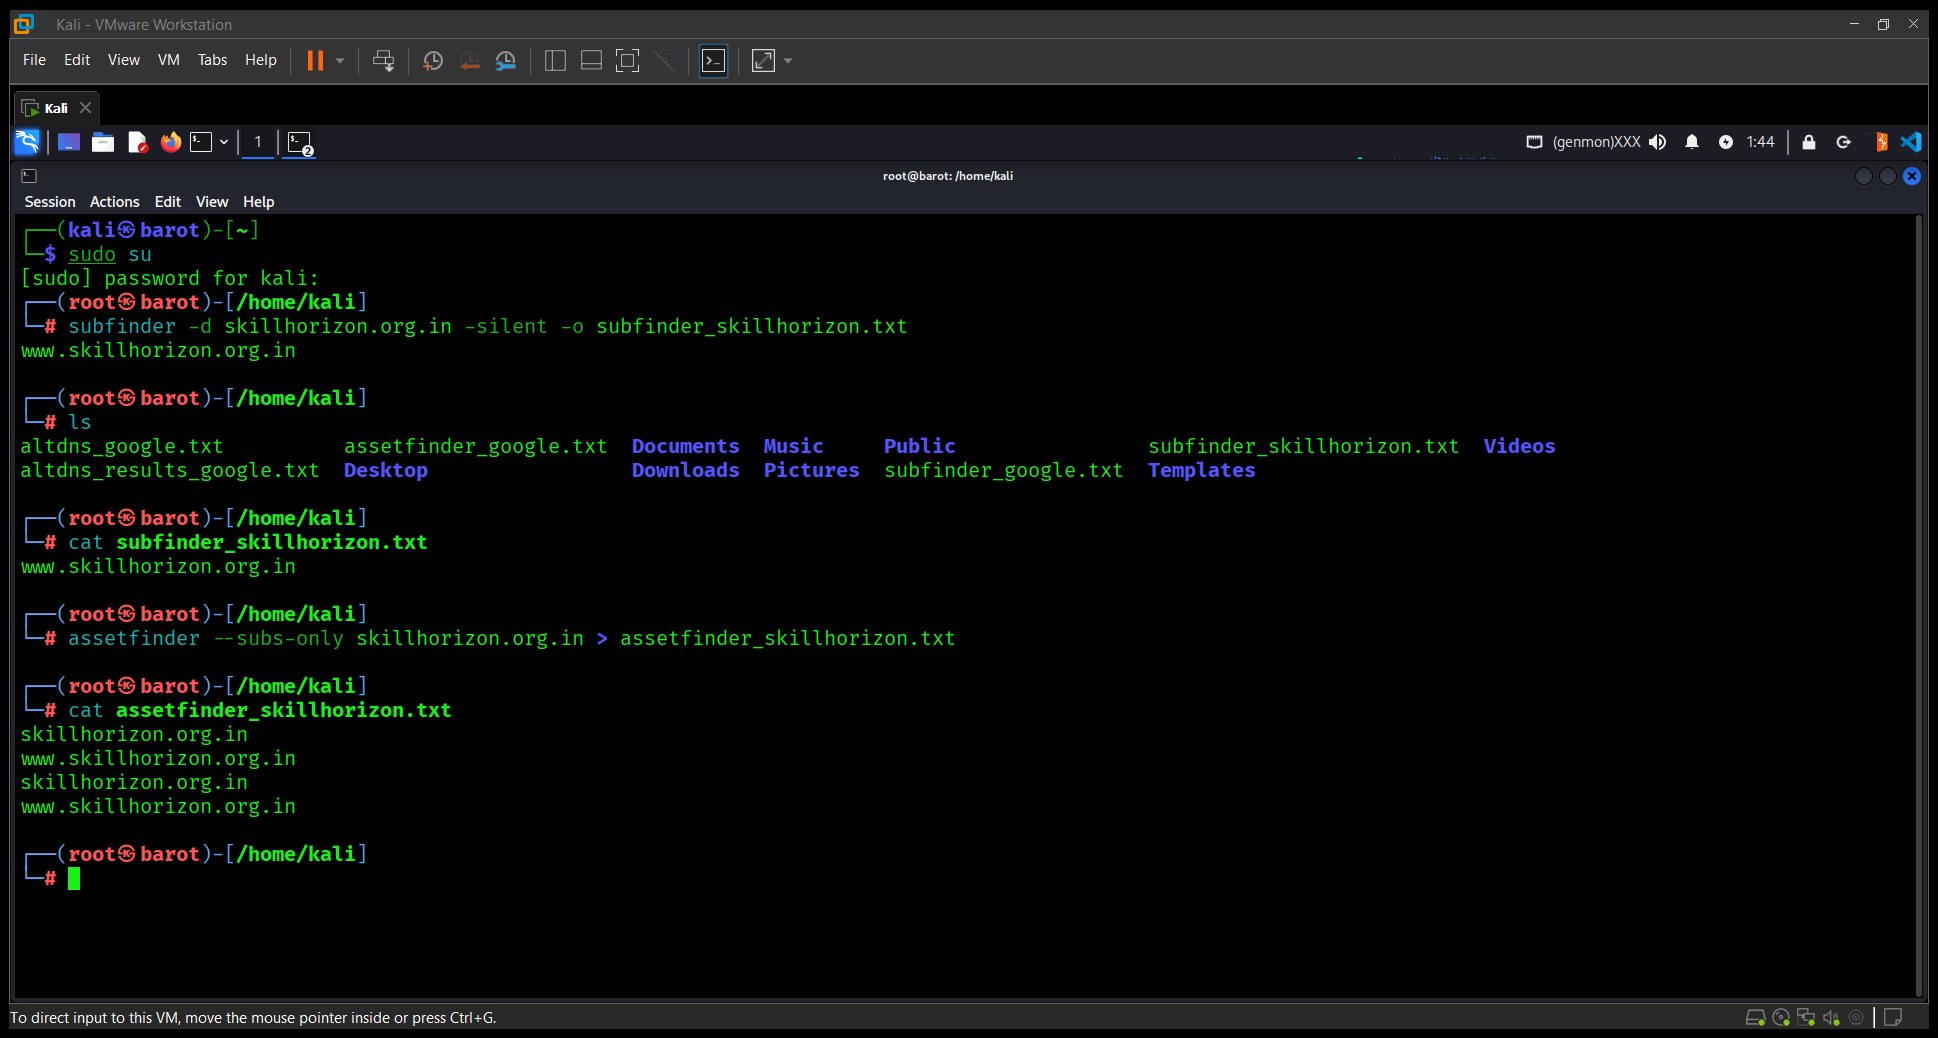 Kali - VMware Workstation
File Edit View VM Tabs Help
Kali
1 2 (genmon)XXX 1:44
root@barot: /home/kali
Session Actions Edit View Help
┌──(kali㉿barot)-[~]
└─$ sudo su
[sudo] password for kali:
┌──(root㉿barot)-[/home/kali]
└─# subfinder -d skillhorizon.org.in -silent -o subfinder_skillhorizon.txt
www.skillhorizon.org.in
┌──(root㉿barot)-[/home/kali]
└─# ls
altdns_google.txt assetfinder_google.txt Documents Music Public subfinder_skillhorizon.txt Videos
altdns_results_google.txt Desktop Downloads Pictures subfinder_google.txt Templates
┌──(root㉿barot)-[/home/kali]
└─# cat subfinder_skillhorizon.txt
www.skillhorizon.org.in
┌──(root㉿barot)-[/home/kali]
└─# assetfinder --subs-only skillhorizon.org.in > assetfinder_skillhorizon.txt
┌──(root㉿barot)-[/home/kali]
└─# cat assetfinder_skillhorizon.txt
skillhorizon.org.in
www.skillhorizon.org.in
skillhorizon.org.in
www.skillhorizon.org.in
┌──(root㉿barot)-[/home/kali]
└─#
To direct input to this VM, move the mouse pointer inside or press Ctrl+G.